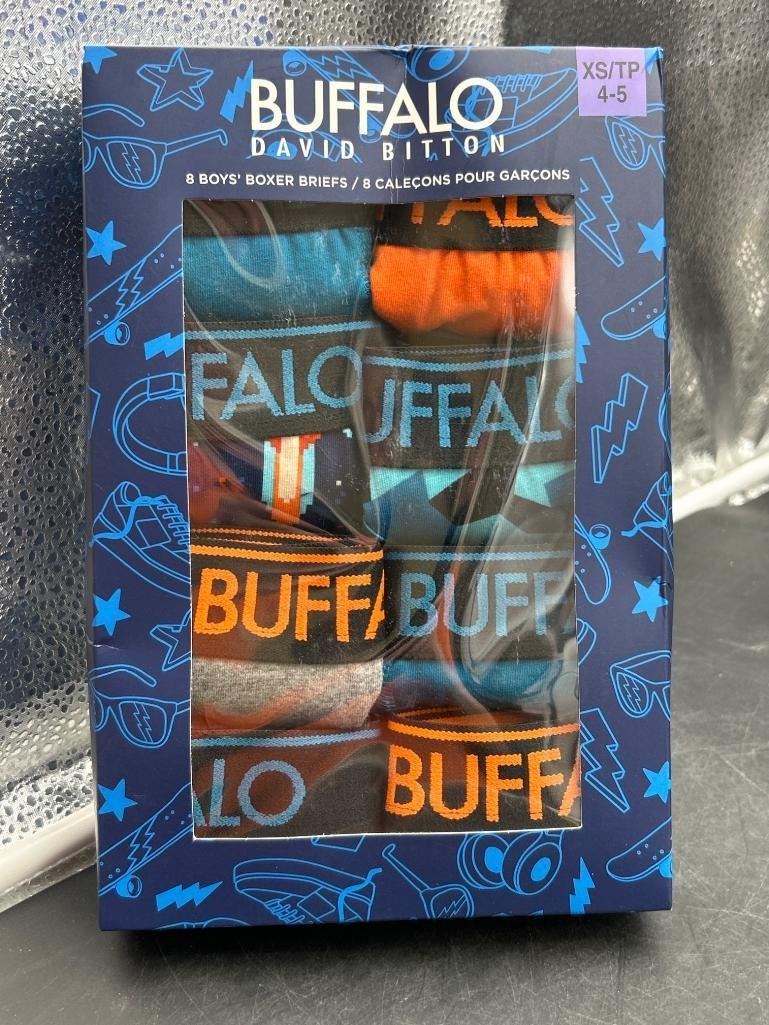 XS/TP
4-5
BUFFALO
DAVID BITTON
8 BOYS' BOXER BRIEFS / 8 CALEÇONS POUR GARÇONS
FALO
FALO
UFFALO
BUFFA
BUFF
LO
BUFFA